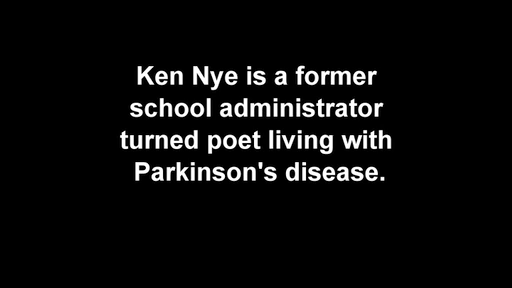 Ken Nye is a former
school administrator
turned poet living with
Parkinson's disease.